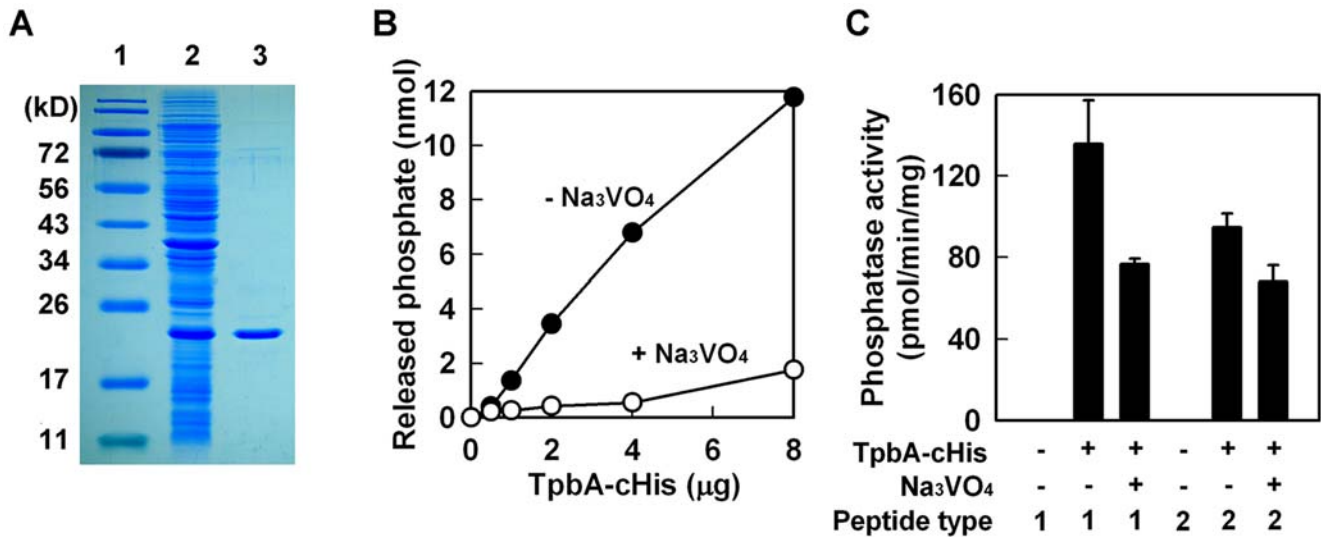 A
1 2 3
(kD)
72
56
43
34
26
17
11
B
Released phosphate (nmol)
12
10
8
6
4
2
0
- Na₃VO₄
+ Na₃VO₄
0 2 4 6 8
TpbA-cHis (μg)
C
Phosphatase activity
(pmol/min/mg)
160
120
80
40
0
TpbA-cHis - + + - + +
Na₃VO₄ - - + - - +
Peptide type 1 1 1 2 2 2